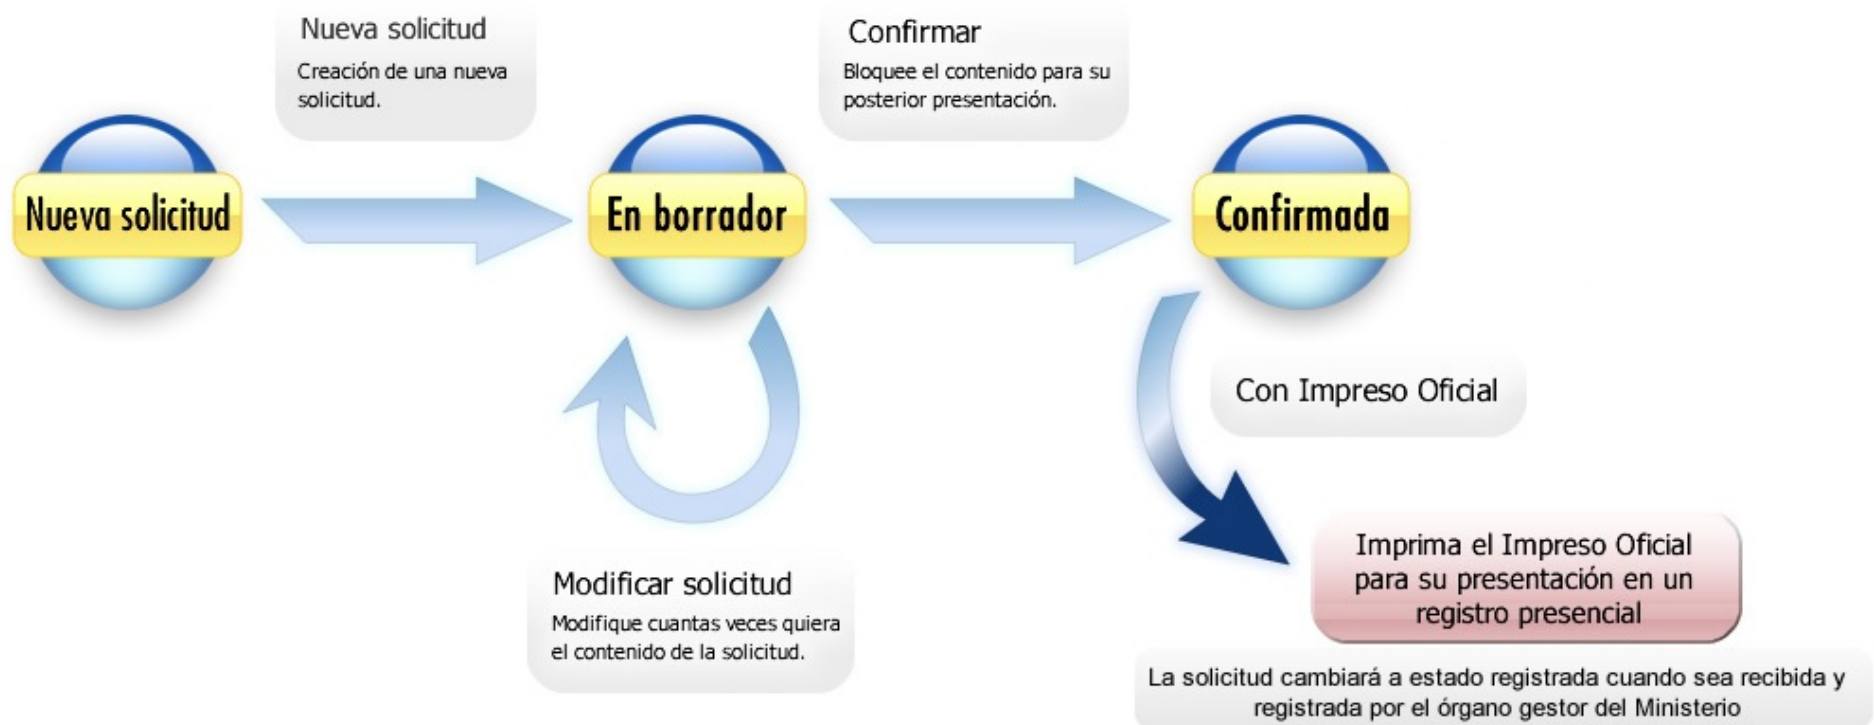 Nueva solicitud
Creación de una nueva
solicitud.
Confirmar
Bloquee el contenido para su
posterior presentación.
Nueva solicitud
En borrador
Confirmada
Con Impreso Oficial
Modificar solicitud
Modifique cuantas veces quiera
el contenido de la solicitud.
Imprima el Impreso Oficial
para su presentación en un
registro presencial
La solicitud cambiará a estado registrada cuando sea recibida y
registrada por el órgano gestor del Ministerio